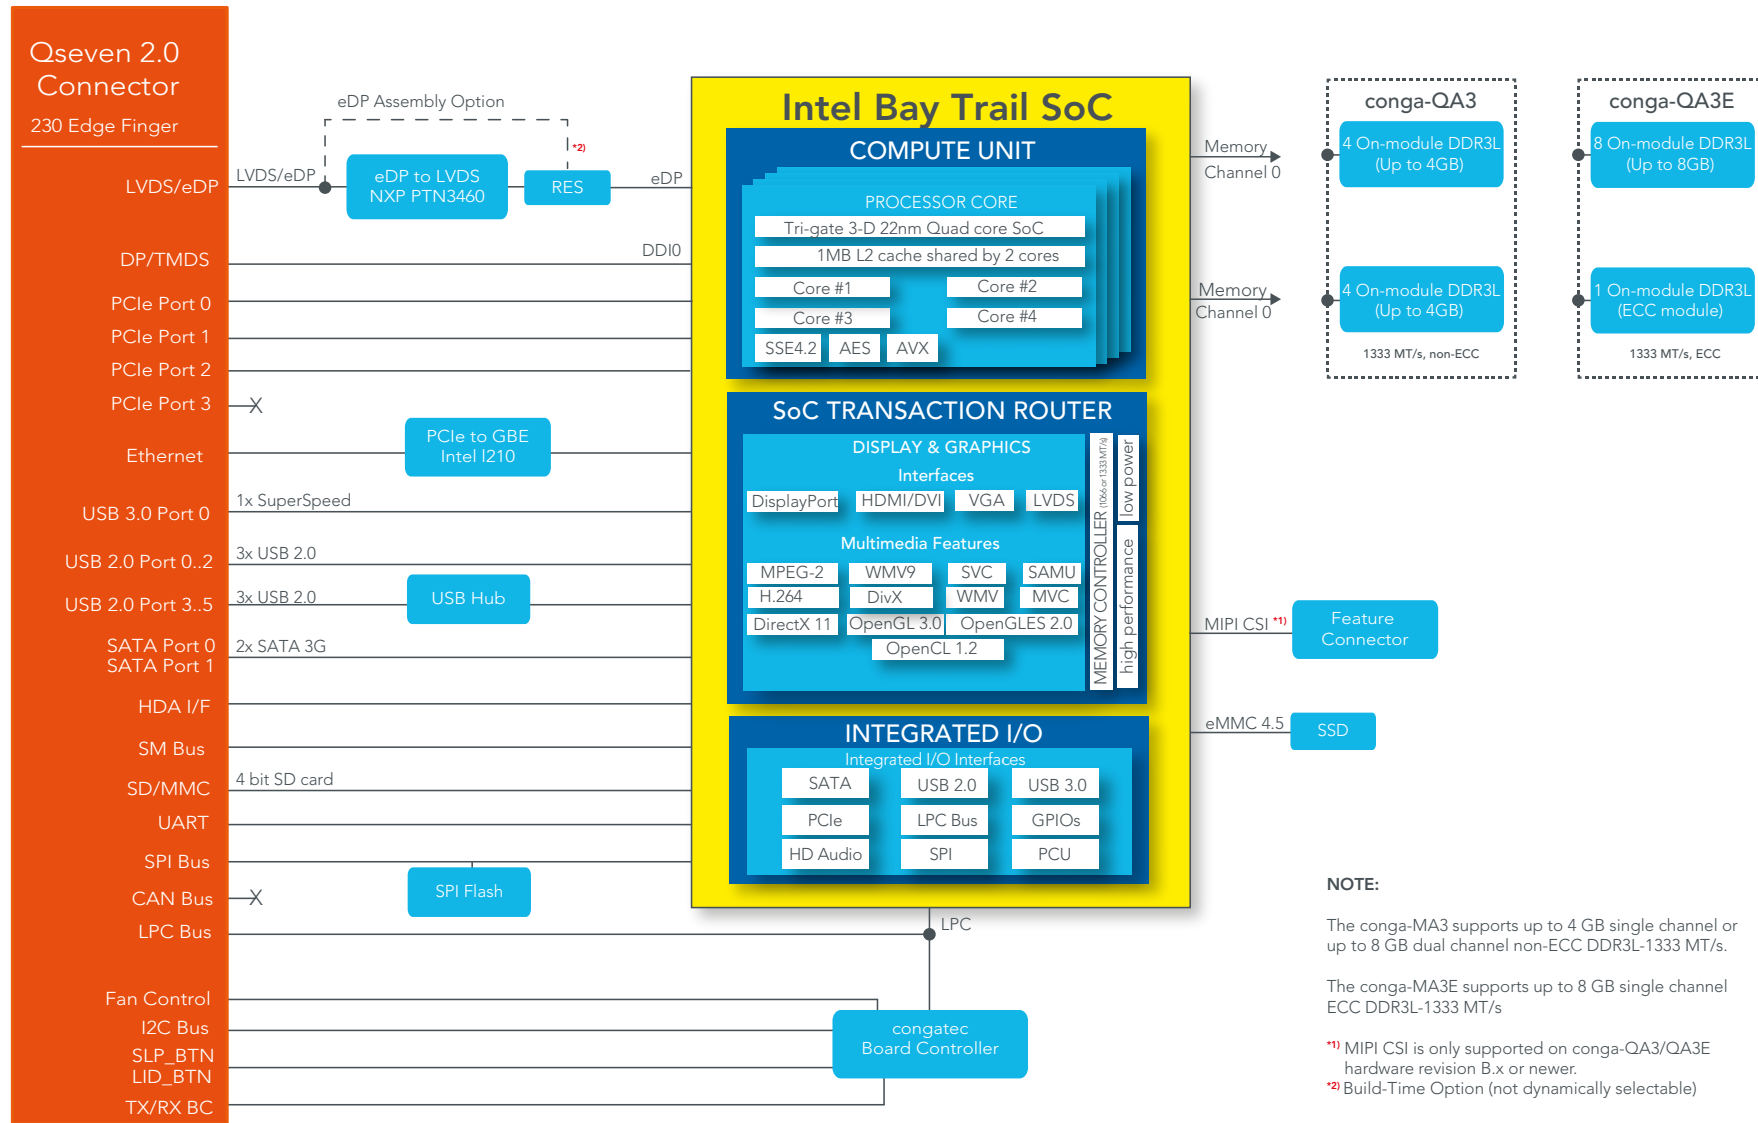 Qseven 2.0
Connector
230 Edge Finger
LVDS/eDP
DP/TMDS
PCIe Port 0
PCIe Port 1
PCIe Port 2
PCIe Port 3
Ethernet
USB 3.0 Port 0
USB 2.0 Port 0..2
USB 2.0 Port 3..5
SATA Port 0
SATA Port 1
HDA I/F
SM Bus
SD/MMC
UART
SPI Bus
CAN Bus
LPC Bus
Fan Control
I2C Bus
SLP_BTN
LID_BTN
TX/RX BC
eDP Assembly Option
*2)
LVDS/eDP
eDP to LVDS
NXP PTN3460
RES
eDP
DDI0
X
PCIe to GBE
Intel I210
1x SuperSpeed
3x USB 2.0
3x USB 2.0
USB Hub
2x SATA 3G
4 bit SD card
SPI Flash
X
LPC
congatec
Board Controller
Intel Bay Trail SoC
COMPUTE UNIT
PROCESSOR CORE
Tri-gate 3-D 22nm Quad core SoC
1MB L2 cache shared by 2 cores
Core #1
Core #2
Core #3
Core #4
SSE4.2
AES
AVX
SoC TRANSACTION ROUTER
DISPLAY & GRAPHICS
Interfaces
DisplayPort
HDMI/DVI
VGA
LVDS
Multimedia Features
MPEG-2
WMV9
SVC
SAMU
H.264
DivX
WMV
MVC
DirectX 11
OpenGL 3.0
OpenGLES 2.0
OpenCL 1.2
MEMORY CONTROLLER (1066 or 1333 MT/s)
low power
high performance
INTEGRATED I/O
Integrated I/O Interfaces
SATA
USB 2.0
USB 3.0
PCIe
LPC Bus
GPIOs
HD Audio
SPI
PCU
Memory
Channel 0
Memory
Channel 0
conga-QA3
4 On-module DDR3L
(Up to 4GB)
4 On-module DDR3L
(Up to 4GB)
1333 MT/s, non-ECC
conga-QA3E
8 On-module DDR3L
(Up to 8GB)
1 On-module DDR3L
(ECC module)
1333 MT/s, ECC
MIPI CSI *1)
Feature
Connector
eMMC 4.5
SSD
NOTE:
The conga-MA3 supports up to 4 GB single channel or
up to 8 GB dual channel non-ECC DDR3L-1333 MT/s.
The conga-MA3E supports up to 8 GB single channel
ECC DDR3L-1333 MT/s
*1) MIPI CSI is only supported on conga-QA3/QA3E
hardware revision B.x or newer.
*2) Build-Time Option (not dynamically selectable)